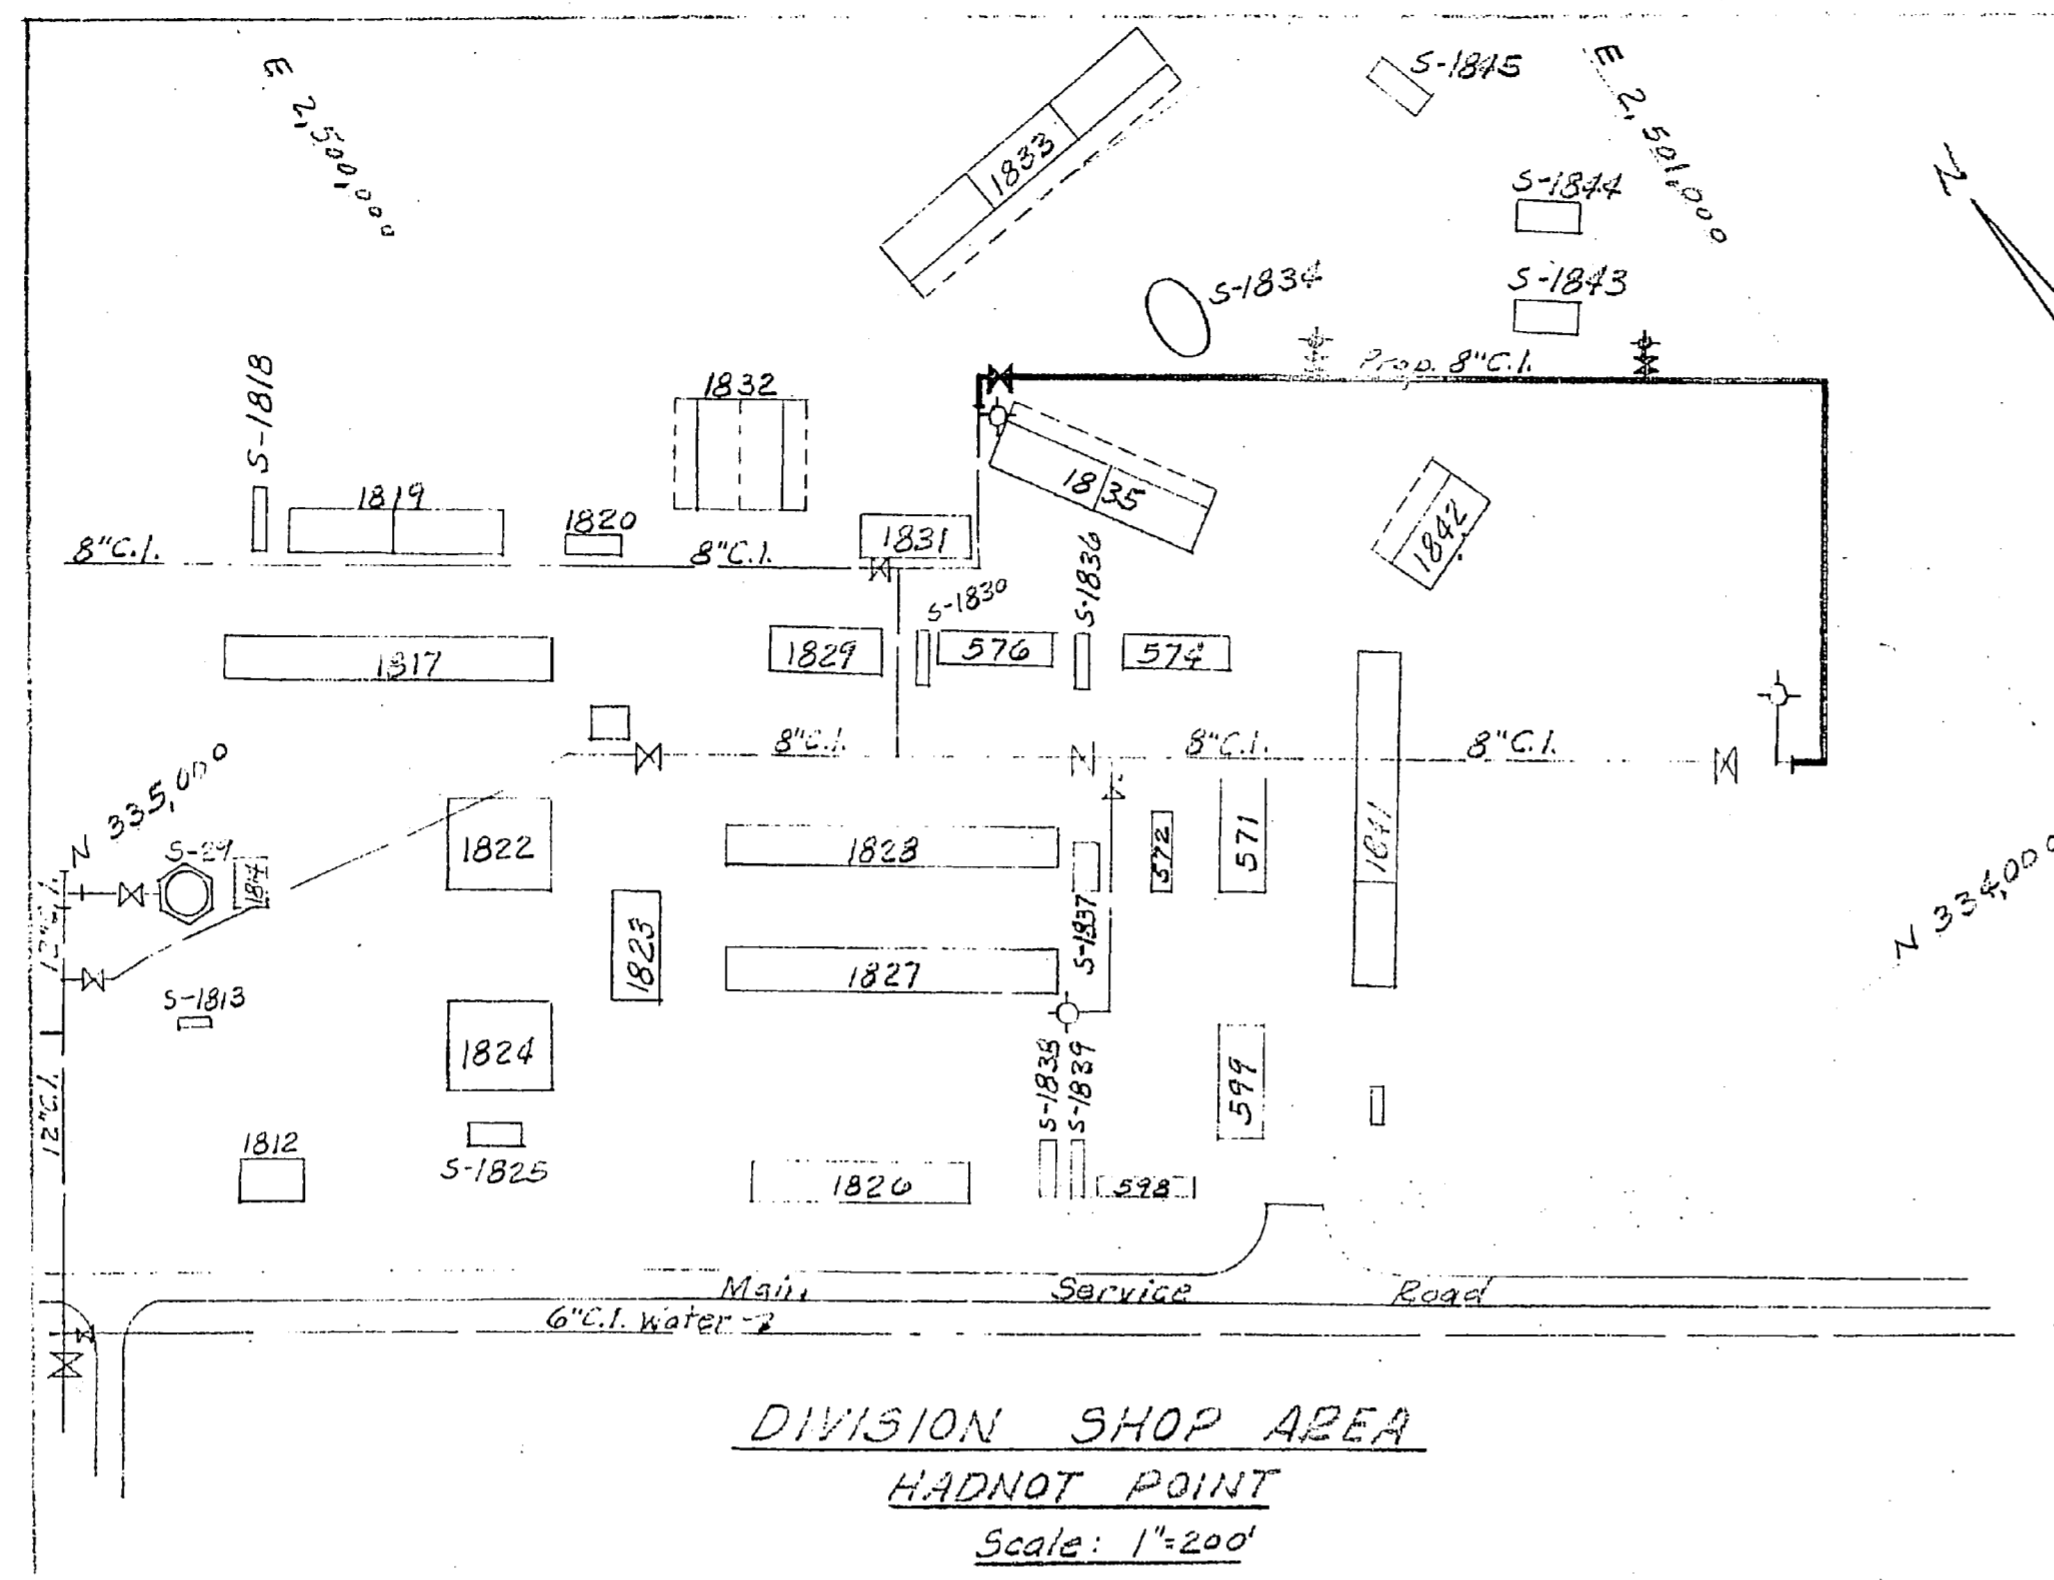 E 2,500,000
S-1845
E 2,501,000
1833
S-1844
N
S-1834
S-1843
Prop. 8"C.I.
S-1818
1832
1819
1820
1835
1842
8"C.I.
8"C.I.
1831
S-1836
S-1830
1817
1829
576
574
8"C.I.
8"C.I.
8"C.I.
N 335,000
S-29
1822
1828
572
571
1841
12"C.I.
1823
S-1837
N 334,000
S-1813
1827
1824
S-1838
S-1839
599
12"C.I.
1812
S-1825
1826
598
Main Service Road
6"C.I. Water
DIVISION SHOP AREA
HADNOT POINT
Scale: 1"=200'